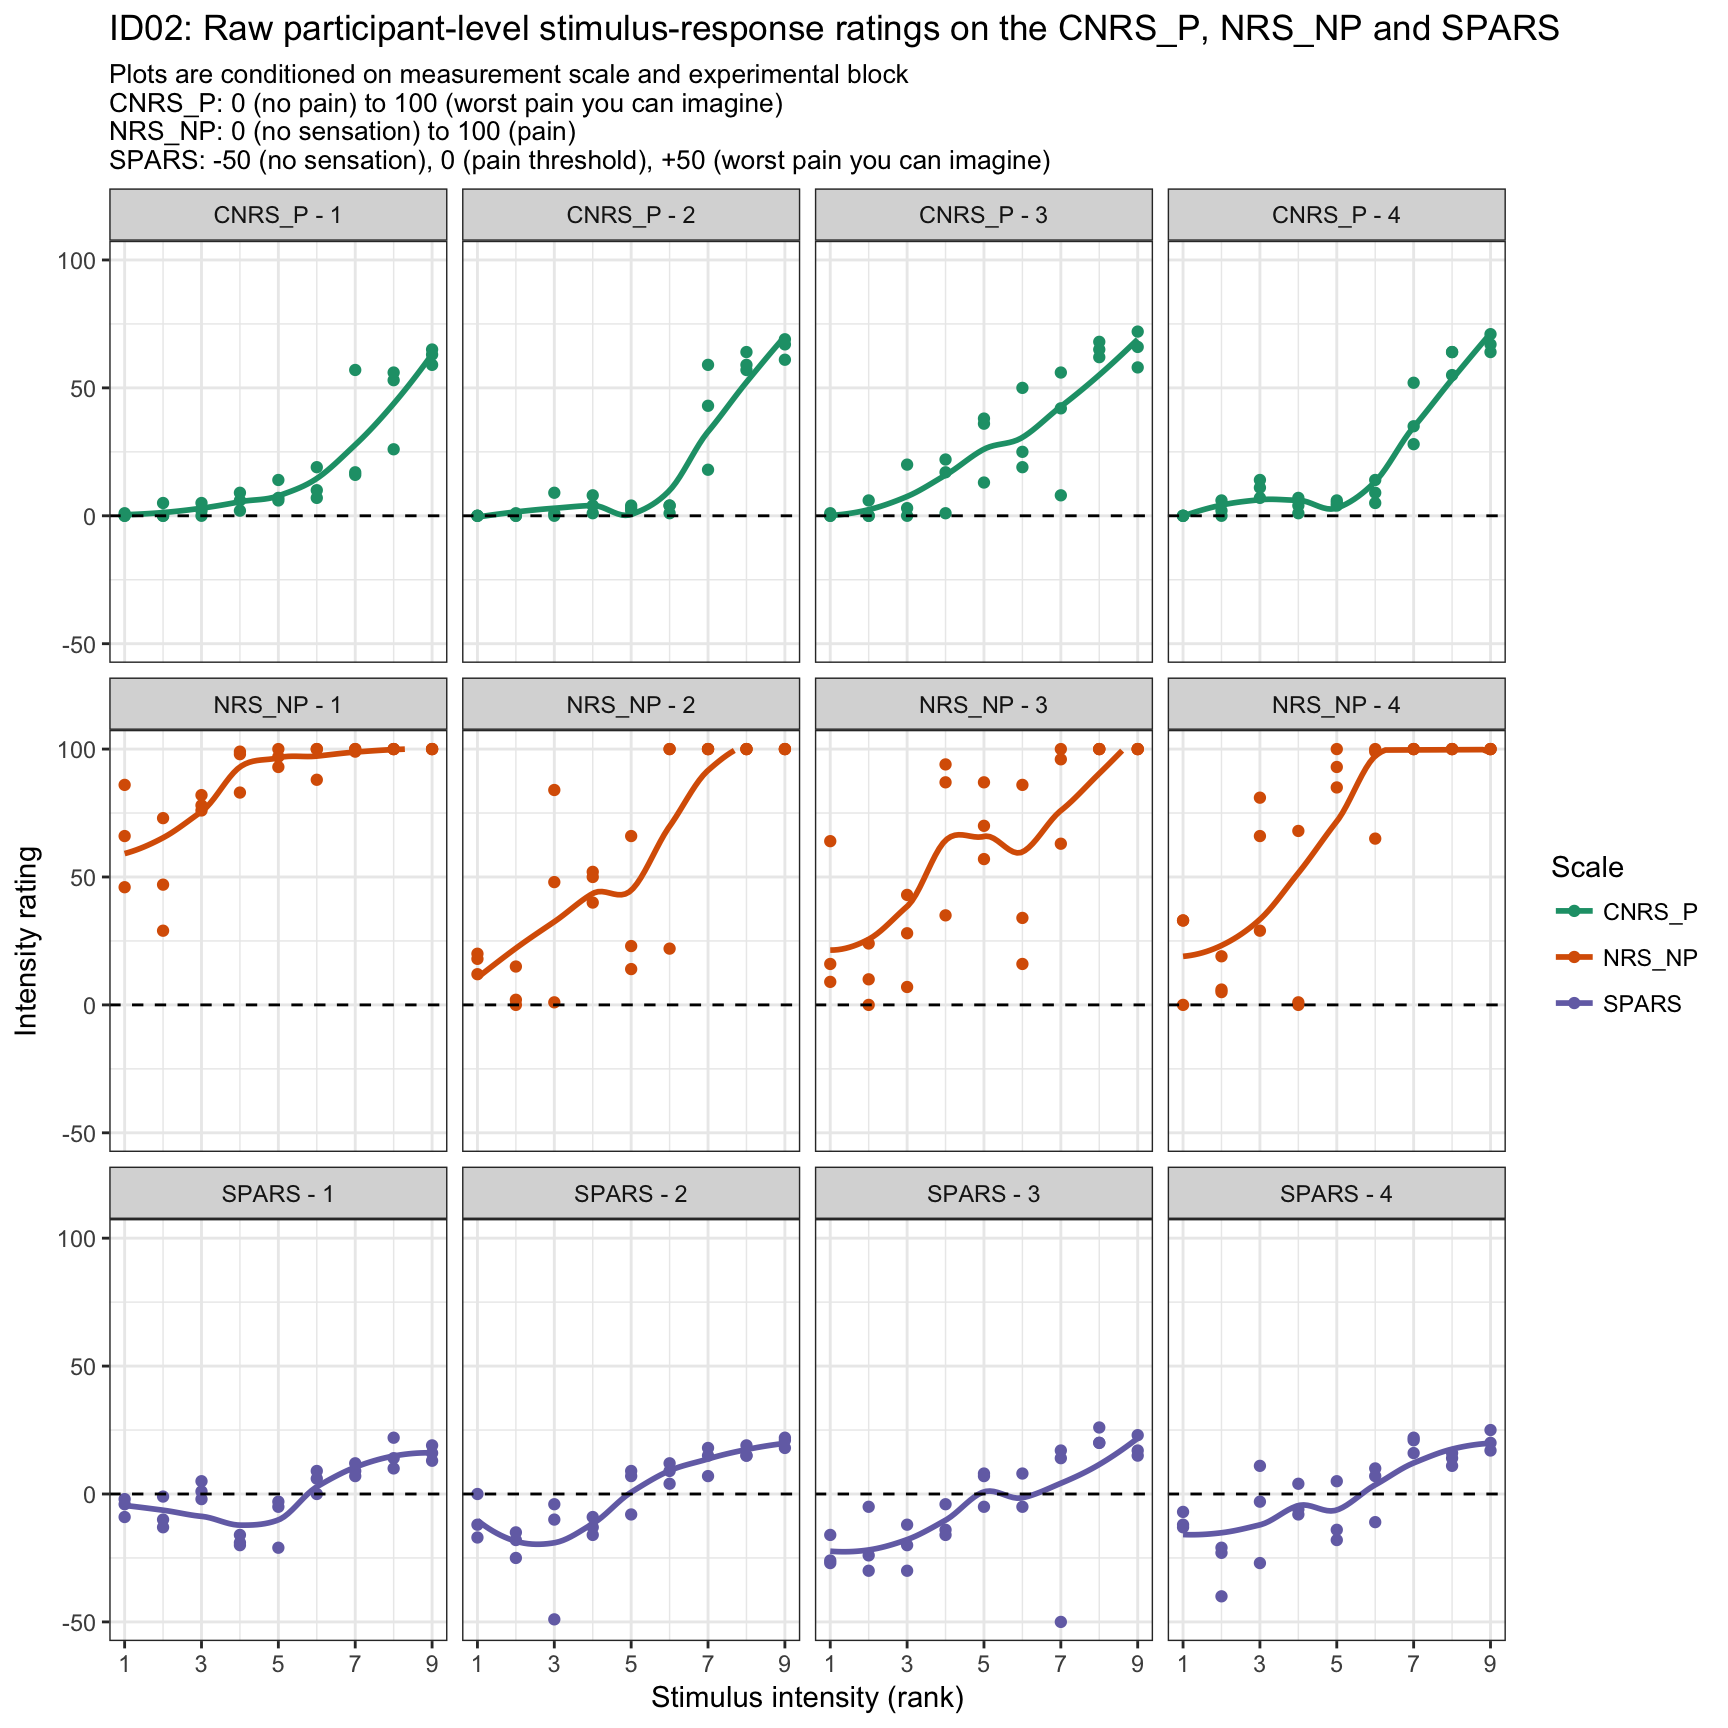 ID02: Raw participant-level stimulus-response ratings on the CNRS_P, NRS_NP and SPARS
Plots are conditioned on measurement scale and experimental block
CNRS_P: 0 (no pain) to 100 (worst pain you can imagine)
NRS_NP: 0 (no sensation) to 100 (pain)
SPARS: -50 (no sensation), 0 (pain threshold), +50 (worst pain you can imagine)
CNRS_P - 1
CNRS_P - 2
CNRS_P - 3
CNRS_P - 4
100
50
0
-50
NRS_NP - 1
NRS_NP - 2
NRS_NP - 3
NRS_NP - 4
100
50
0
-50
SPARS - 1
SPARS - 2
SPARS - 3
SPARS - 4
100
50
0
-50
1 3 5 7 9
1 3 5 7 9
1 3 5 7 9
1 3 5 7 9
Stimulus intensity (rank)
Intensity rating
Scale
CNRS_P
NRS_NP
SPARS